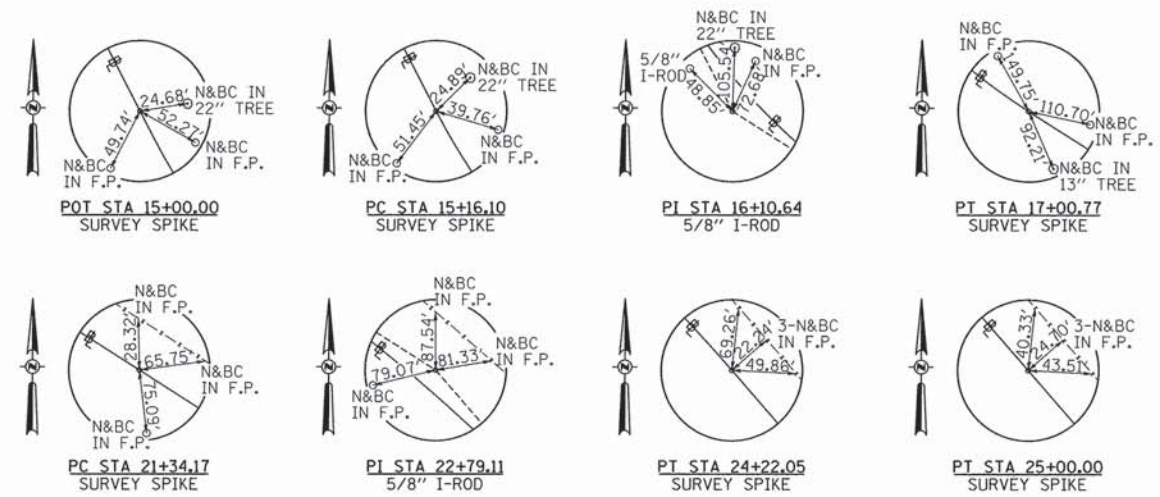 N
24.68'
N&BC IN
22" TREE
52.27'
49.74'
N&BC
IN F.P.
N&BC
IN F.P.
POT STA 15+00.00
SURVEY SPIKE
N
24.89'
N&BC IN
22" TREE
39.76'
51.45'
N&BC
IN F.P.
N&BC
IN F.P.
PC STA 15+16.10
SURVEY SPIKE
N
N&BC IN
22" TREE
5/8"
I-ROD
N&BC
IN F.P.
105.54'
48.85'
72.68'
PI STA 16+10.64
5/8" I-ROD
N
N&BC
IN F.P.
149.75'
110.70'
N&BC
IN F.P.
92.21'
N&BC IN
13" TREE
PT STA 17+00.77
SURVEY SPIKE
N
N&BC
IN F.P.
28.32'
65.75'
N&BC
IN F.P.
75.09'
N&BC
IN F.P.
PC STA 21+34.17
SURVEY SPIKE
N
N&BC
IN F.P.
87.54'
N&BC
IN F.P.
79.07'
81.33'
N&BC
IN F.P.
PI STA 22+79.11
5/8" I-ROD
N
69.26'
22.24'
3-N&BC
IN F.P.
49.86'
PT STA 24+22.05
SURVEY SPIKE
N
40.33'
24.10'
3-N&BC
IN F.P.
43.51'
PT STA 25+00.00
SURVEY SPIKE